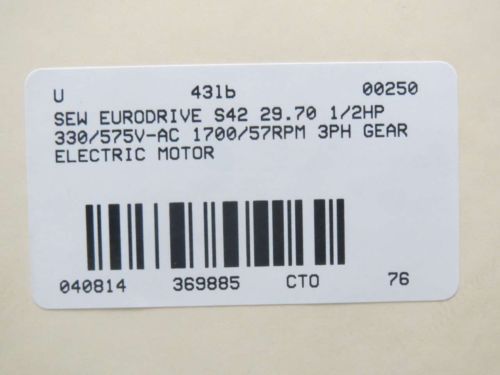 U 43lb 00250
SEW EURODRIVE S42 29.70 1/2HP
330/575V-AC 1700/57RPM 3PH GEAR
ELECTRIC MOTOR
040814 369885 CTO 76